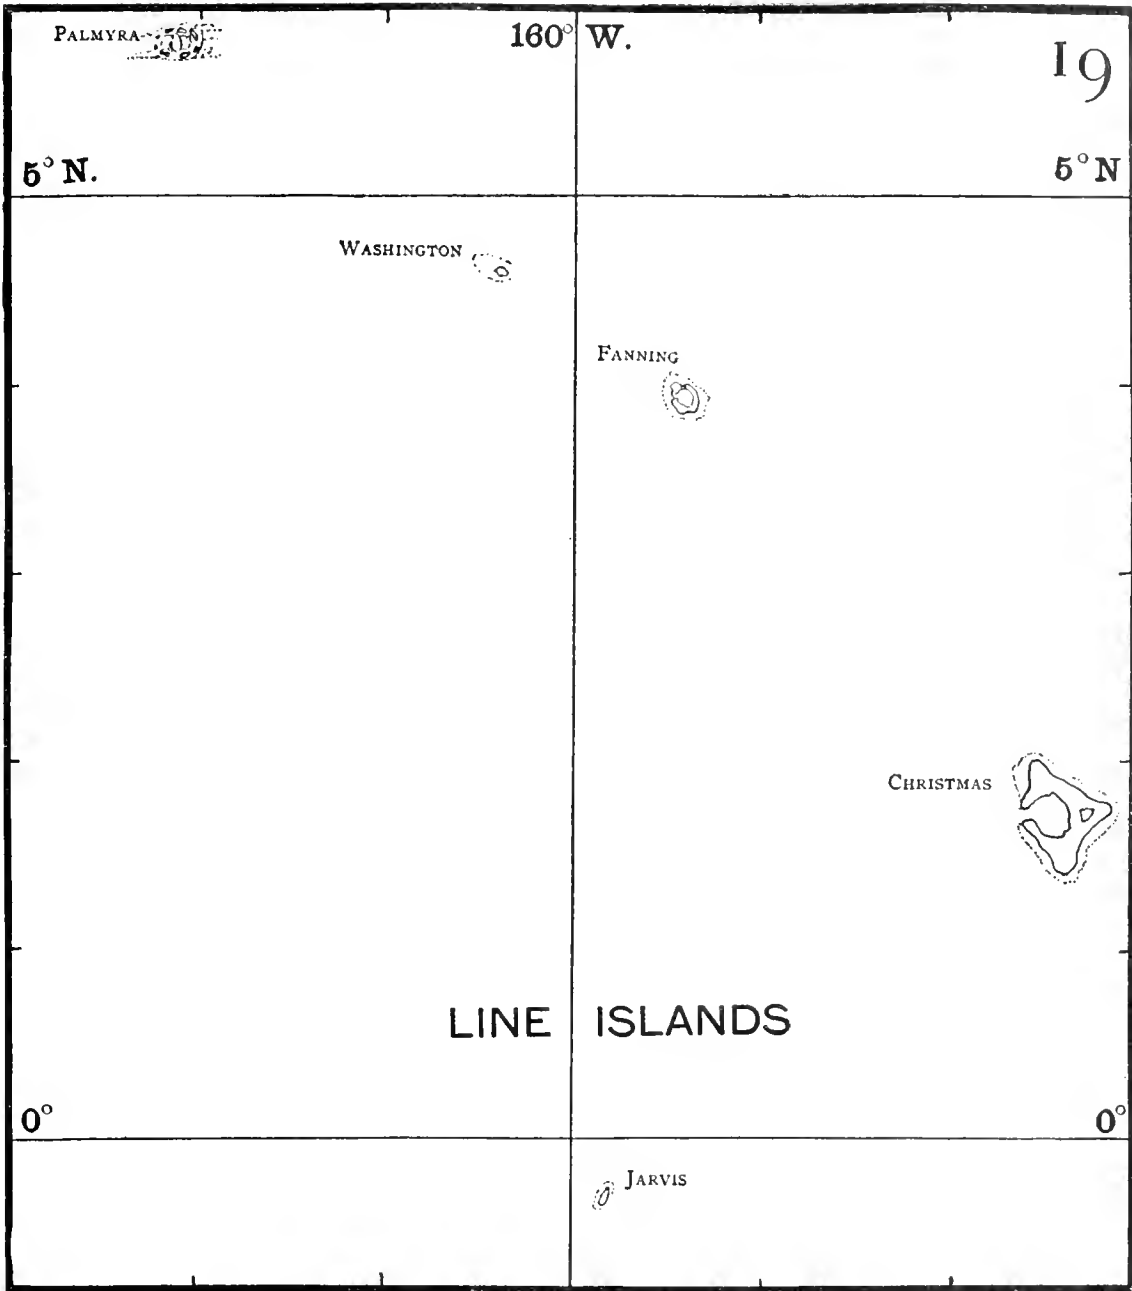 PALMYRA
160° W.
19
5° N.
5° N
WASHINGTON
FANNING
CHRISTMAS
LINE ISLANDS
0°
0°
JARVIS